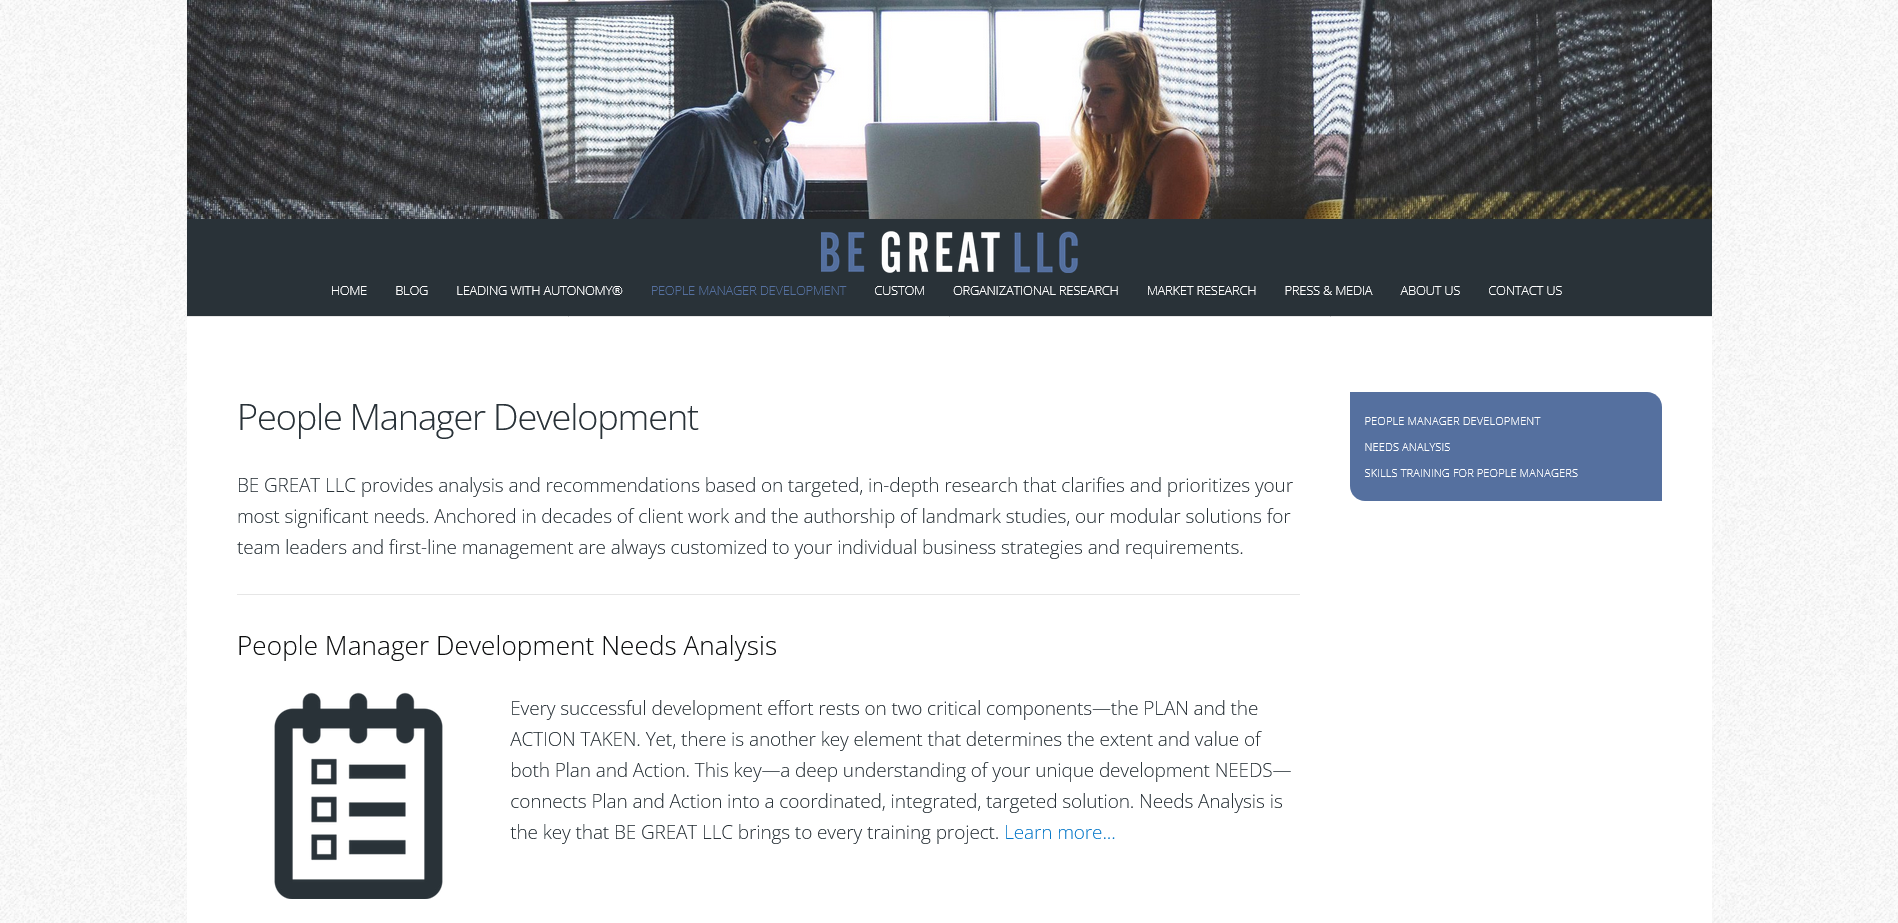 BE GREAT LLC
HOME BLOG LEADING WITH AUTONOMY® PEOPLE MANAGER DEVELOPMENT CUSTOM ORGANIZATIONAL RESEARCH MARKET RESEARCH PRESS & MEDIA ABOUT US CONTACT US
People Manager Development
BE GREAT LLC provides analysis and recommendations based on targeted, in-depth research that clarifies and prioritizes your
most significant needs. Anchored in decades of client work and the authorship of landmark studies, our modular solutions for
team leaders and first-line management are always customized to your individual business strategies and requirements.
People Manager Development Needs Analysis
Every successful development effort rests on two critical components—the PLAN and the
ACTION TAKEN. Yet, there is another key element that determines the extent and value of
both Plan and Action. This key—a deep understanding of your unique development NEEDS—
connects Plan and Action into a coordinated, integrated, targeted solution. Needs Analysis is
the key that BE GREAT LLC brings to every training project. Learn more...
PEOPLE MANAGER DEVELOPMENT
NEEDS ANALYSIS
SKILLS TRAINING FOR PEOPLE MANAGERS